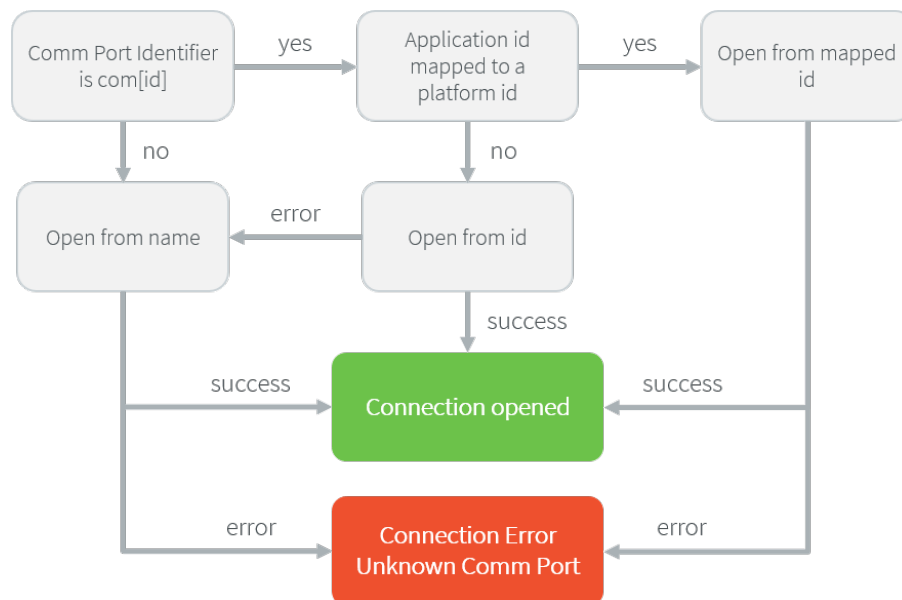 Comm Port Identifier
is com[id]
yes
Application id
mapped to a
platform id
yes
Open from mapped
id
no
no
Open from name
error
Open from id
success
success
Connection opened
success
error
Connection Error
Unknown Comm Port
error